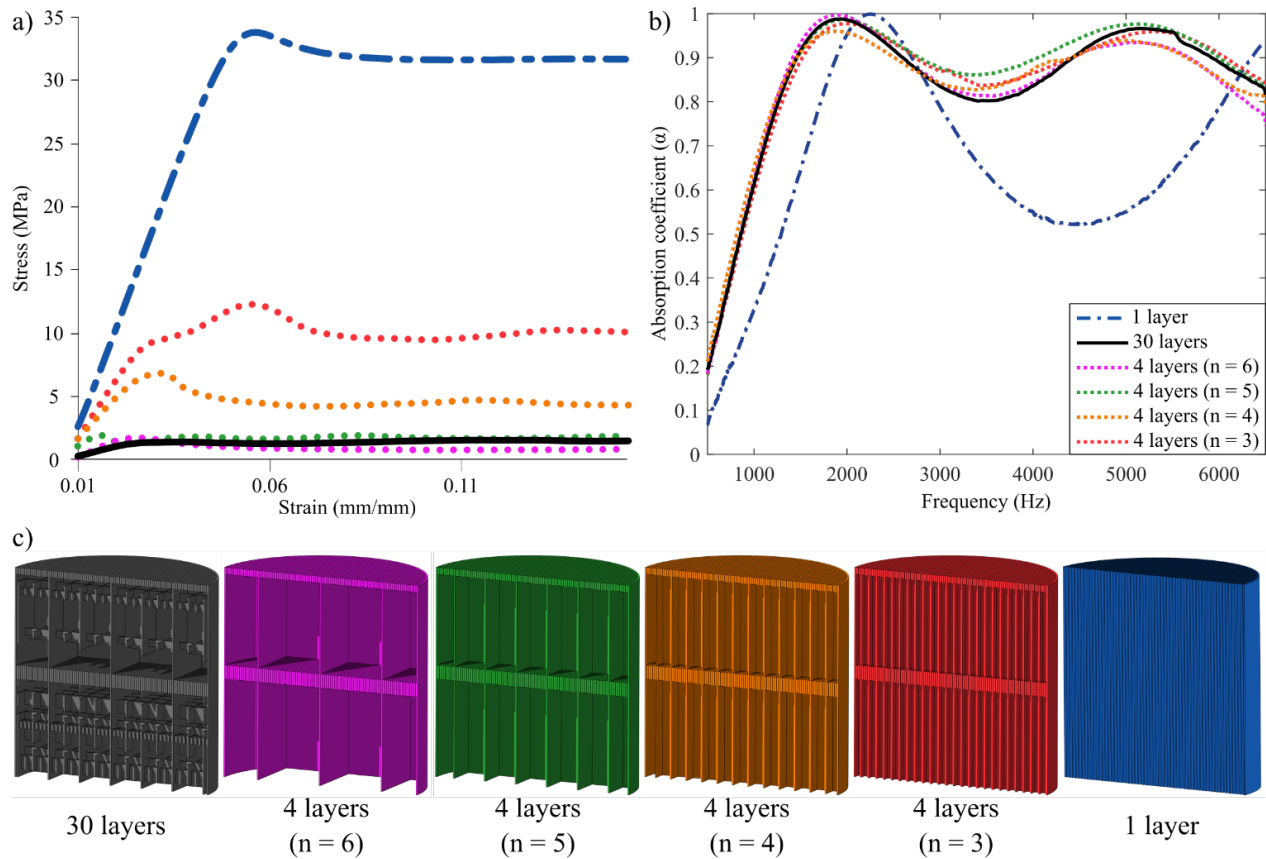 a)
35
30
25
20
15
10
5
0
Stress (MPa)
0.01
0.06
0.11
Strain (mm/mm)
b)
1
0.9
0.8
0.7
0.6
0.5
0.4
0.3
0.2
0.1
0
Absorption coefficient (α)
1000
2000
3000
4000
5000
6000
Frequency (Hz)
1 layer
30 layers
4 layers (n = 6)
4 layers (n = 5)
4 layers (n = 4)
4 layers (n = 3)
c)
30 layers
4 layers
(n = 6)
4 layers
(n = 5)
4 layers
(n = 4)
4 layers
(n = 3)
1 layer